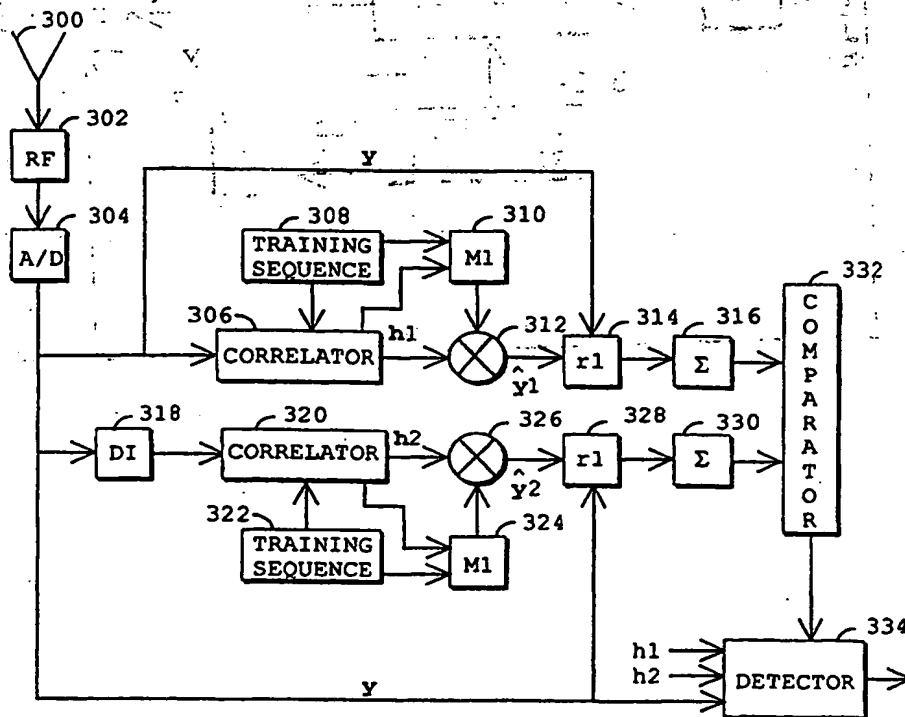 300
302
RF
y
304
A/D
308
310
TRAINING
SEQUENCE
M1
332
306
312
314
316
CORRELATOR
h1
r1
Σ
ŷ1
COMPARATOR
318
320
326
328
330
DI
CORRELATOR
h2
r1
Σ
ŷ2
322
324
TRAINING
SEQUENCE
M1
334
h1
h2
DETECTOR
y